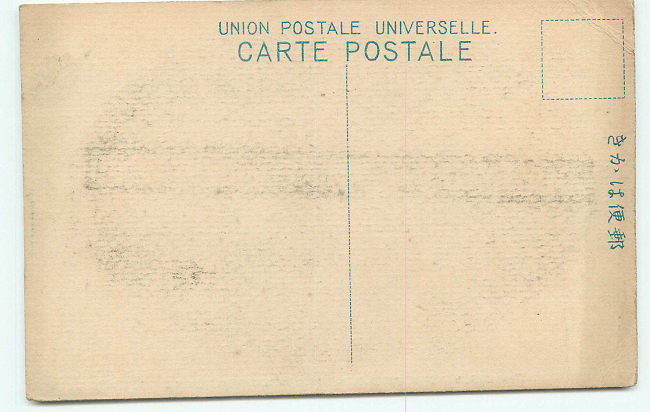 UNION POSTALE UNIVERSELLE.
CARTE POSTALE
きかは便郵